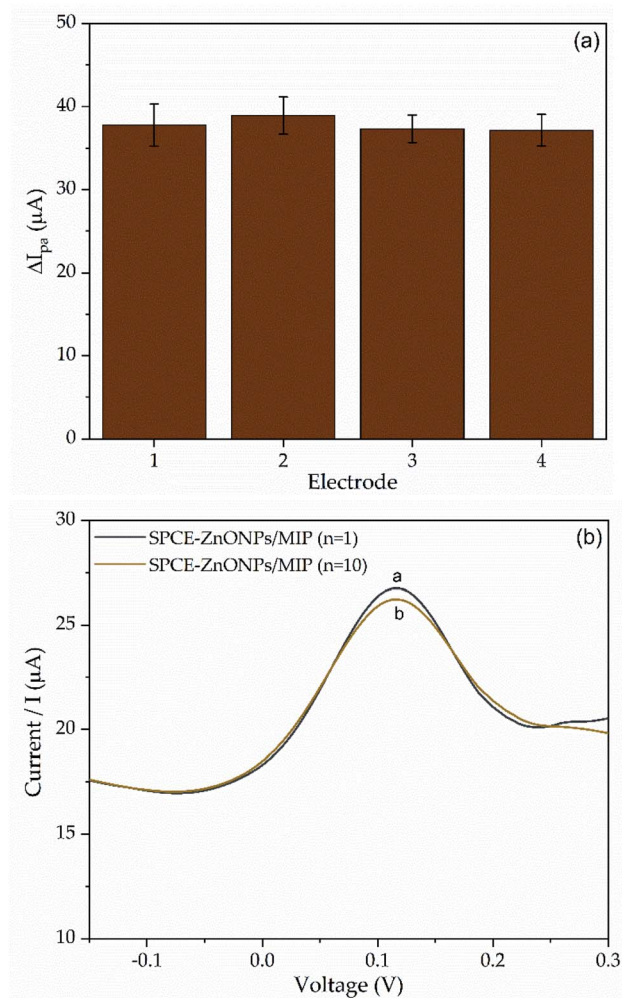 (a)
50
40
30
20
10
0
ΔIpa (μA)
1 2 3 4
Electrode
(b)
SPCE-ZnONPs/MIP (n=1)
SPCE-ZnONPs/MIP (n=10)
a
b
30
25
20
15
10
Current / I (μA)
-0.1 0.0 0.1 0.2 0.3
Voltage (V)